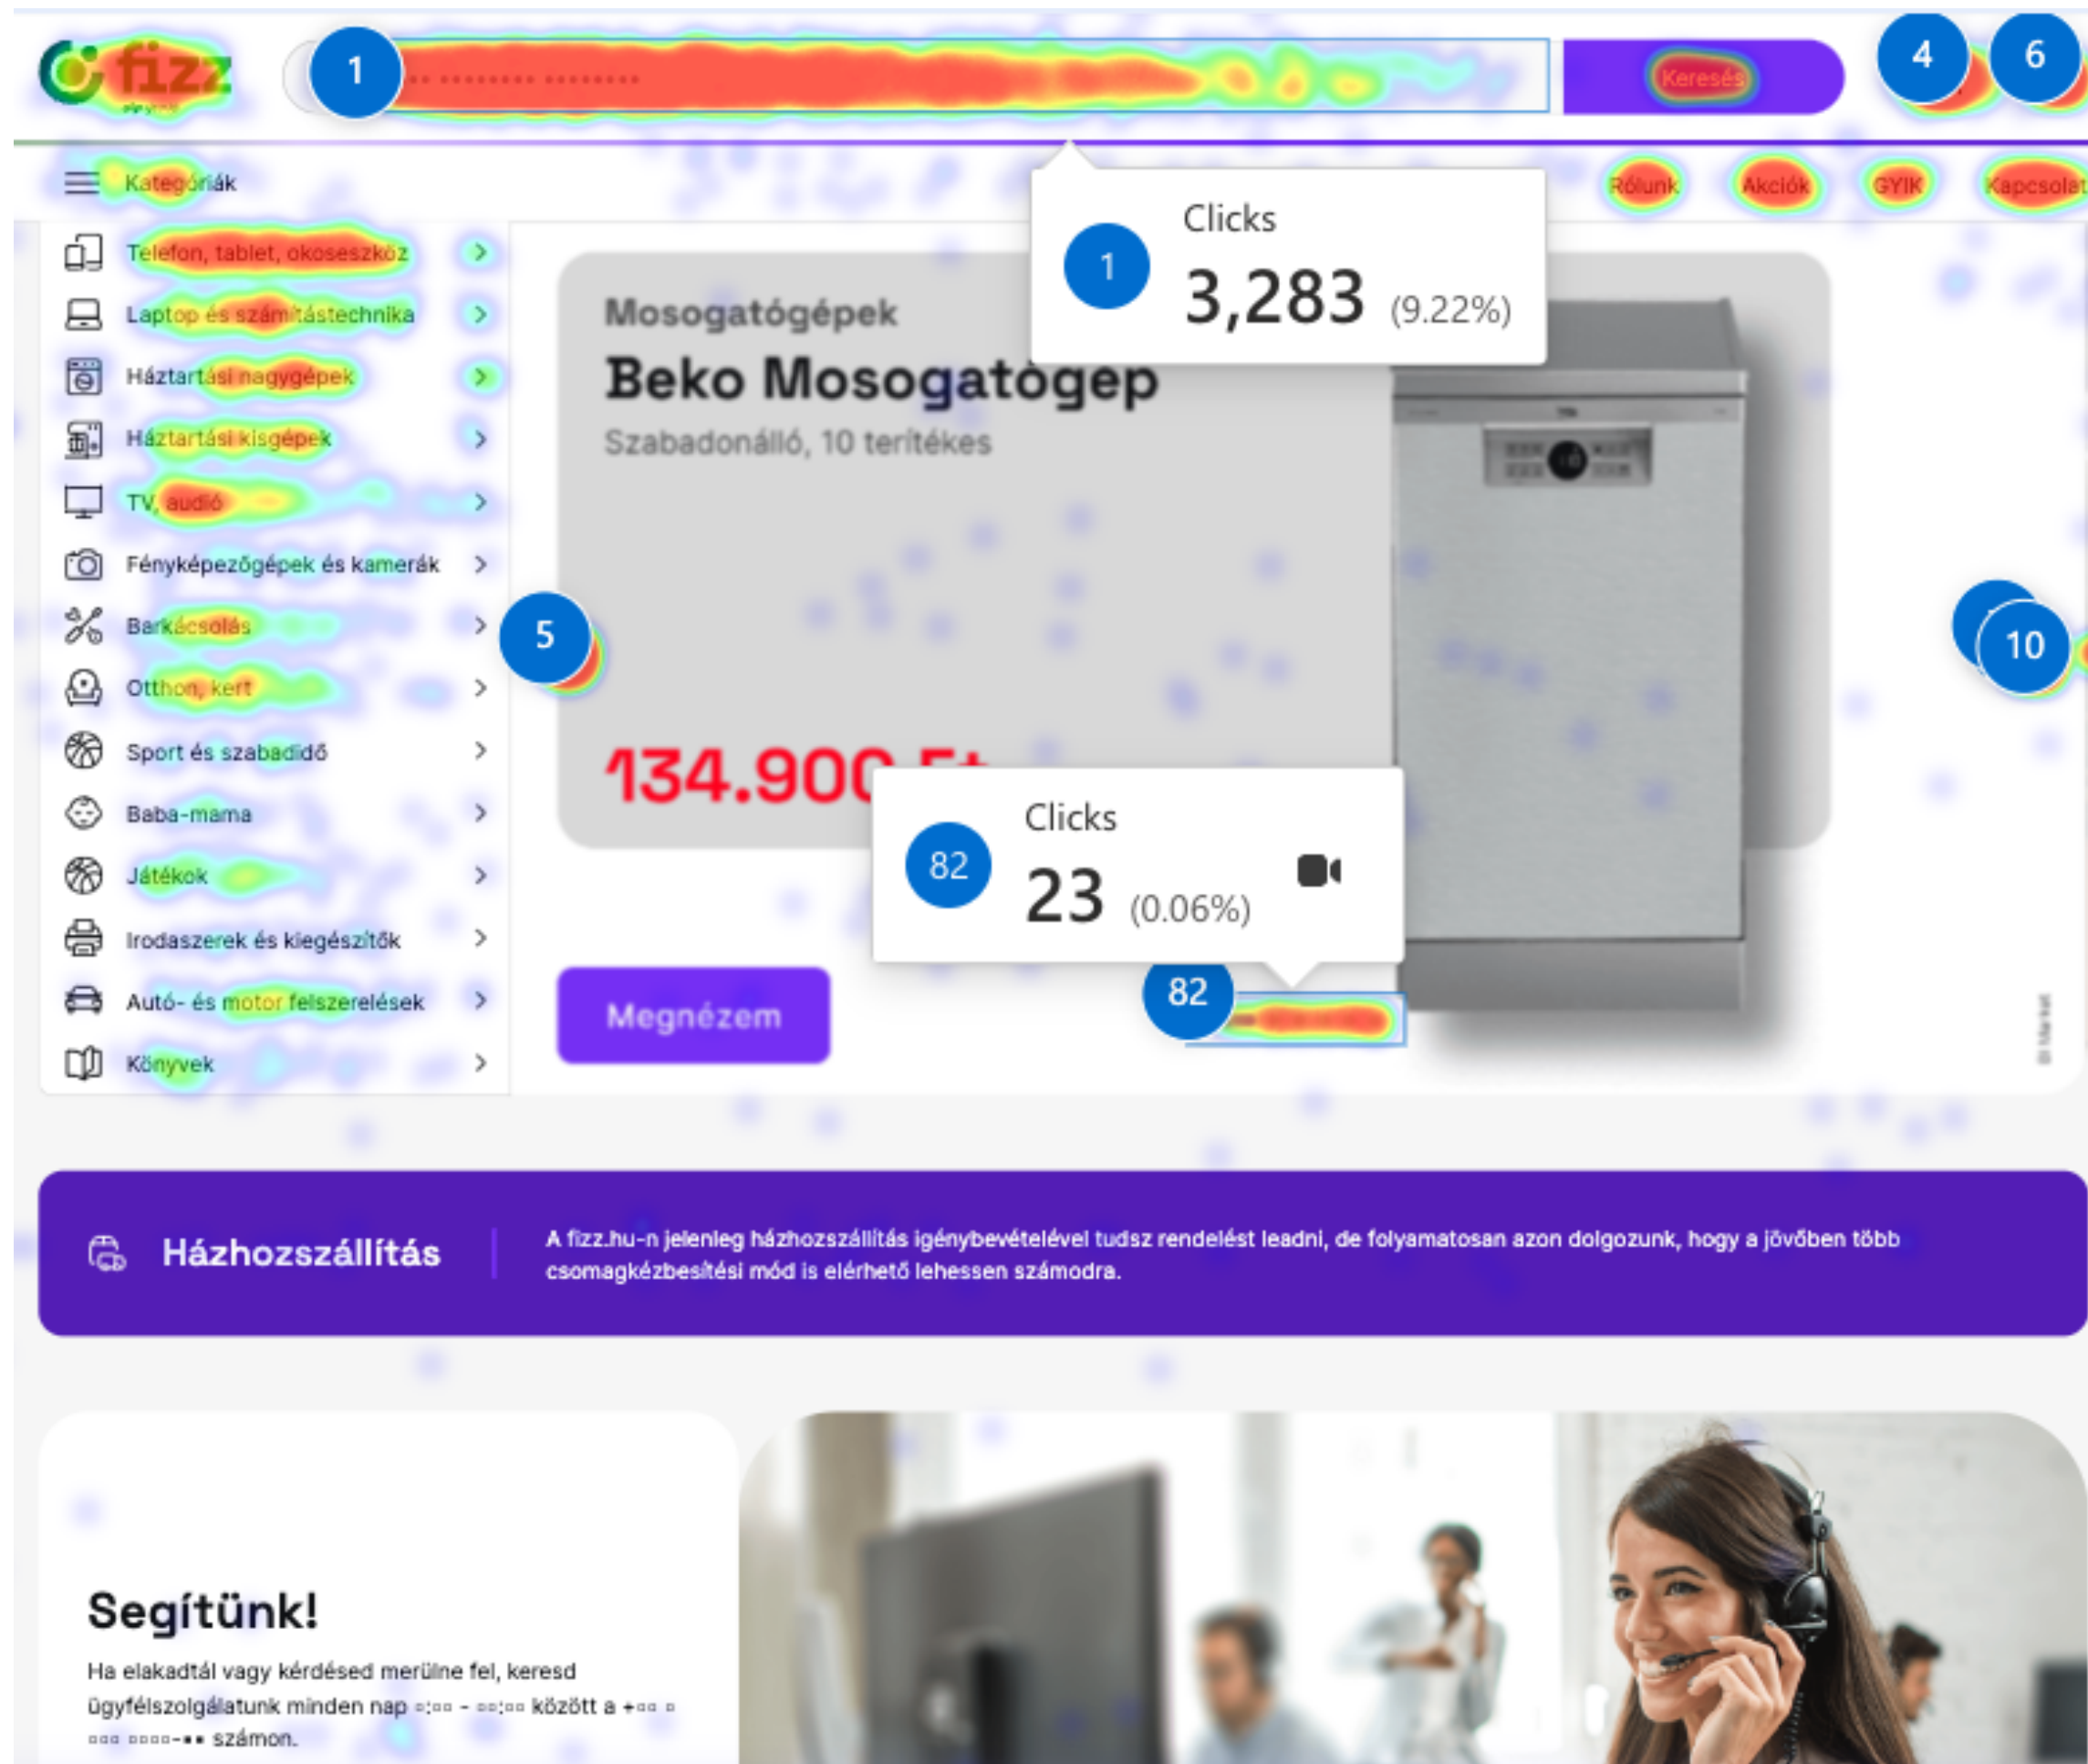 fizz
1
Keresés
4
6
Kategóriák
Rólunk
Akciók
GYIK
Kapcsolat
Telefon, tablet, okoseszköz
Laptop és számítástechnika
Háztartási nagygépek
Háztartási kisgépek
TV, audió
Fényképezőgépek és kamerák
Barkácsolás
Otthon, kert
Sport és szabadidő
Baba-mama
Játékok
Irodaszerek és kiegészítők
Autó- és motor felszerelések
Könyvek
Clicks
1
3,283 (9.22%)
Mosogatógépek
Beko Mosogatógép
Szabadonálló, 10 terítékes
5
10
134.900 Ft
Clicks
82
23 (0.06%)
82
Megnézem
Házhozszállítás
A fizz.hu-n jelenleg házhozszállítás igénybevételével tudsz rendelést leadni, de folyamatosan azon dolgozunk, hogy a jövőben több
csomagkézbesítési mód is elérhető lehessen számodra.
Segítünk!
Ha elakadtál vagy kérdésed merülne fel, keresd
ügyfélszolgálatunk minden nap ▫:▫▫ - ▫▫:▫▫ között a +▫▫ ▫
▫▫▫ ▫▫▫▫-▪▪ számon.